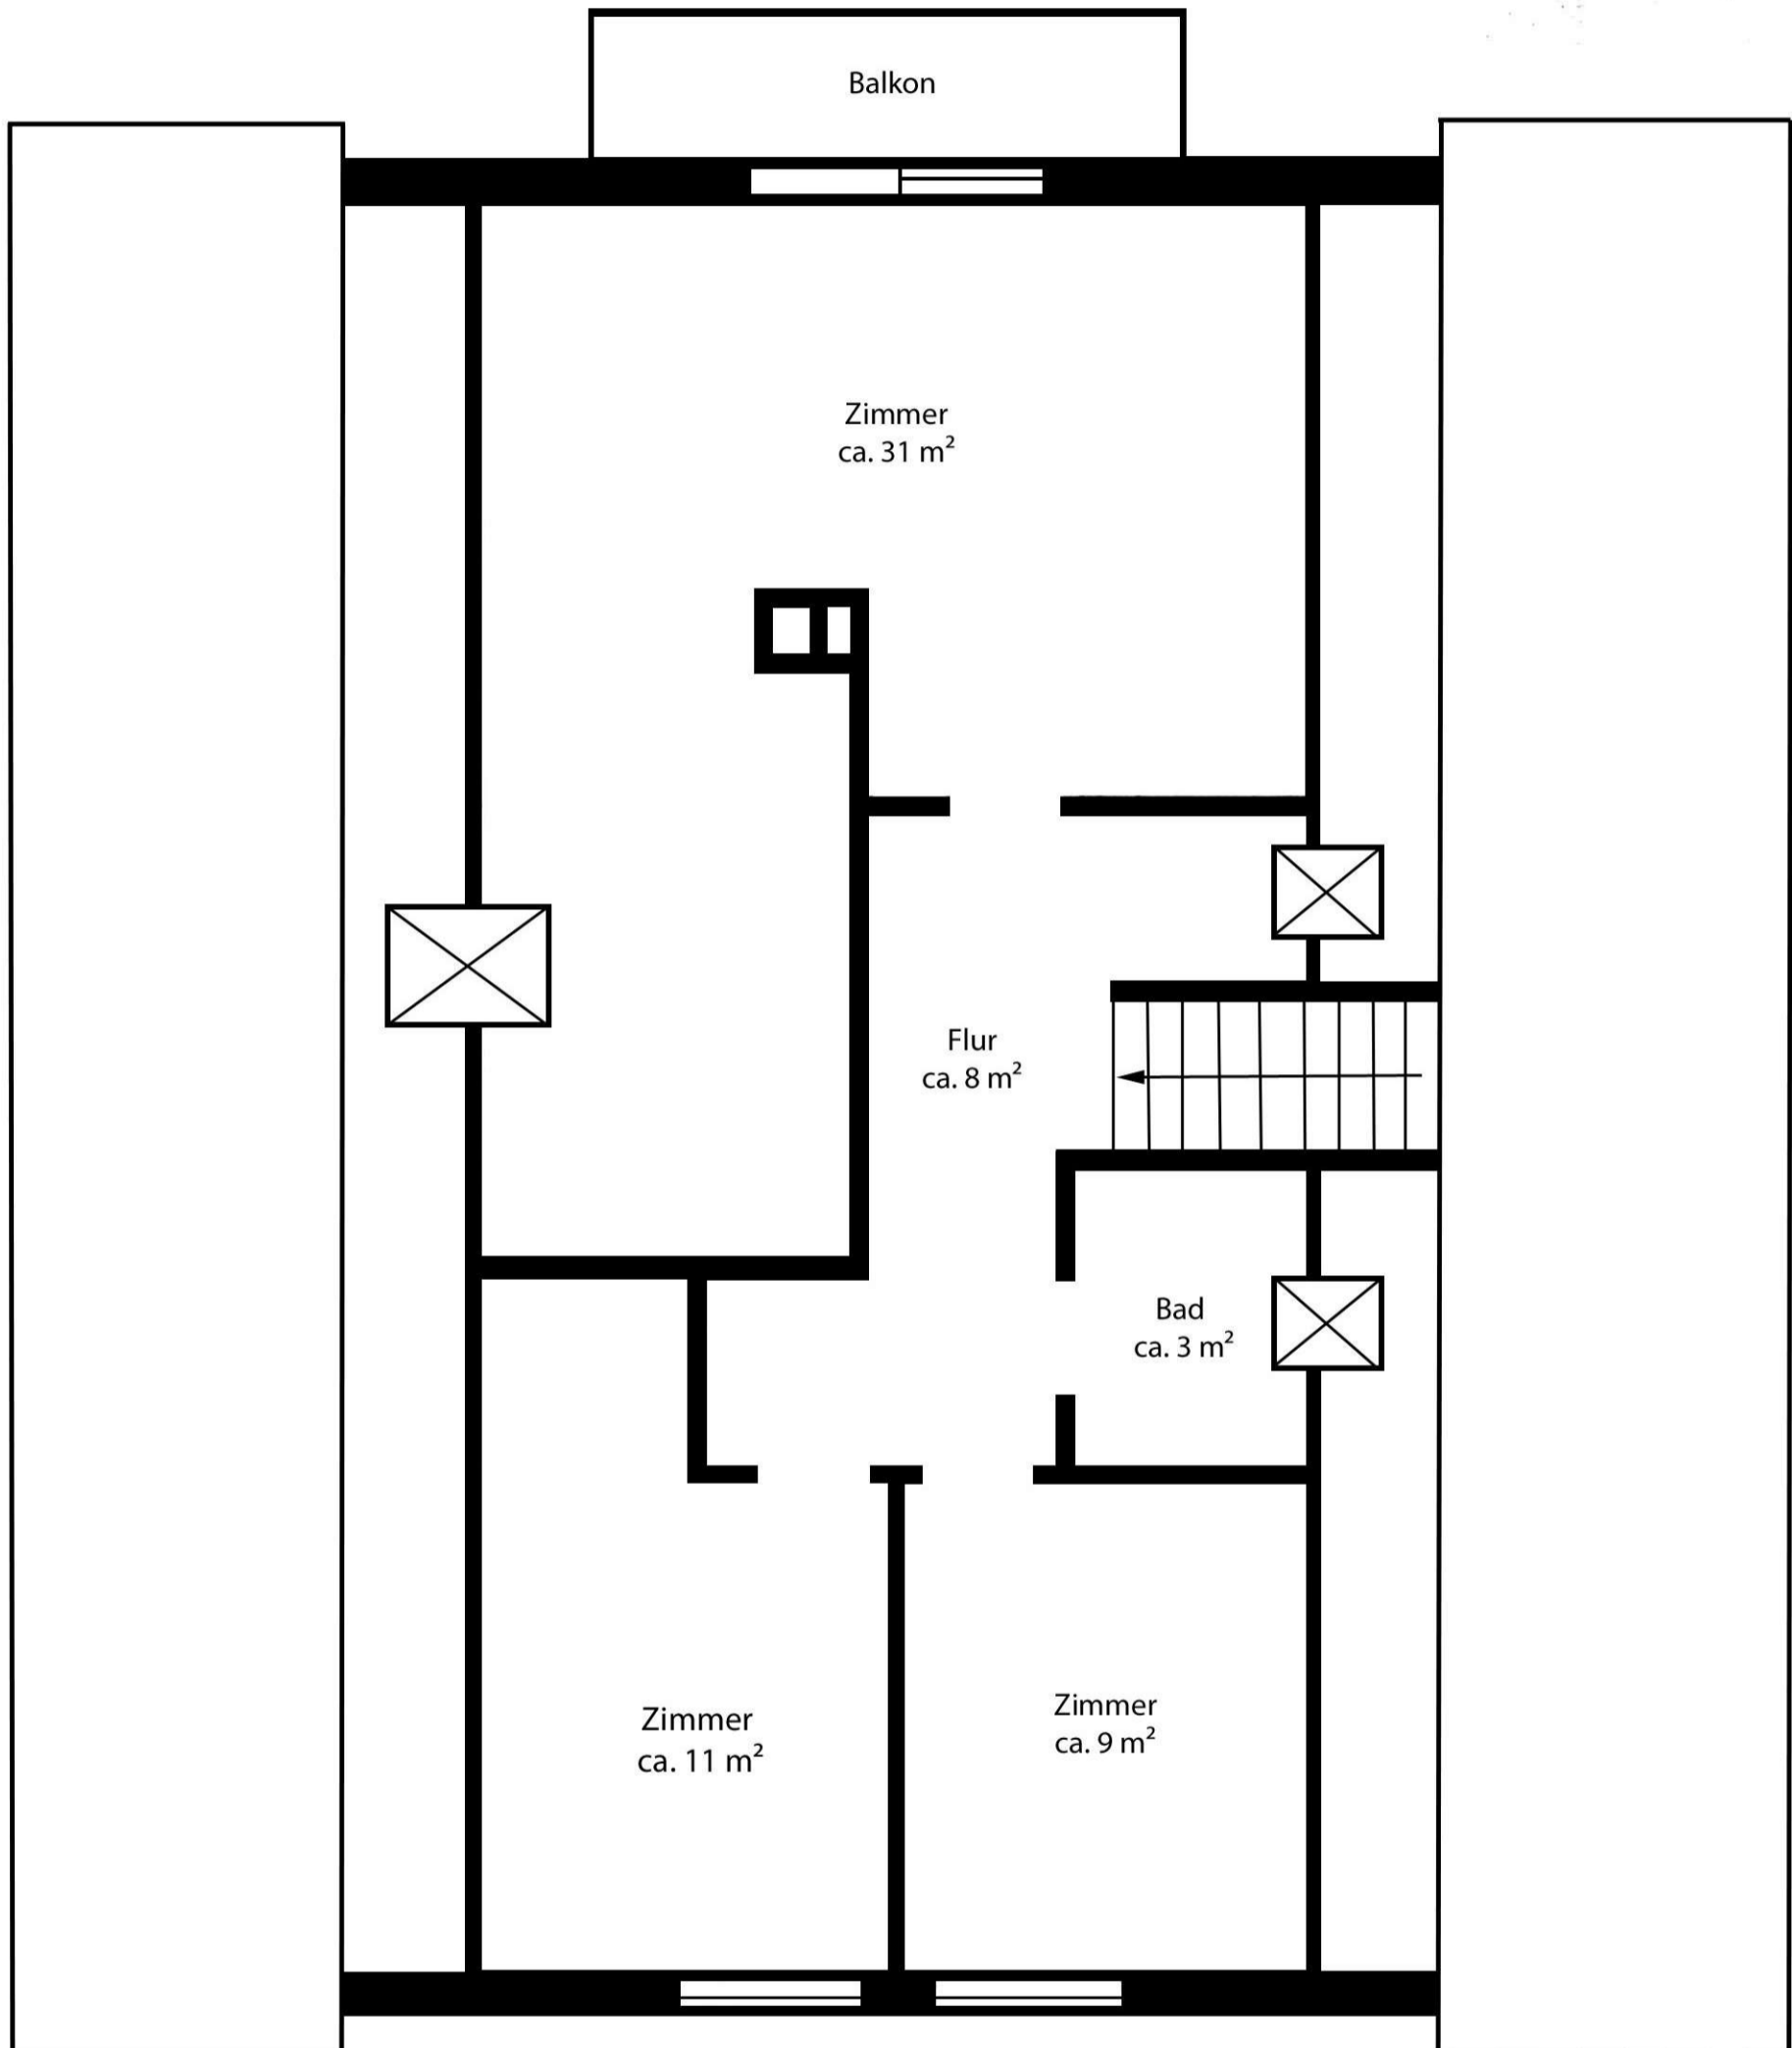 Balkon
Zimmer
ca. 31 m²
Flur
ca. 8 m²
Bad
ca. 3 m²
Zimmer
ca. 11 m²
Zimmer
ca. 9 m²